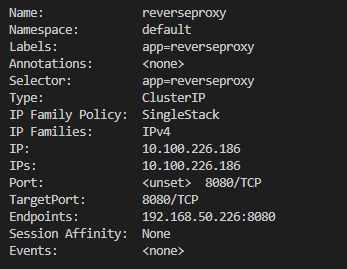 Name: reverseproxy
Namespace: default
Labels: app=reverseproxy
Annotations: <none>
Selector: app=reverseproxy
Type: ClusterIP
IP Family Policy: SingleStack
IP Families: IPv4
IP: 10.100.226.186
IPs: 10.100.226.186
Port: <unset> 8080/TCP
TargetPort: 8080/TCP
Endpoints: 192.168.50.226:8080
Session Affinity: None
Events: <none>